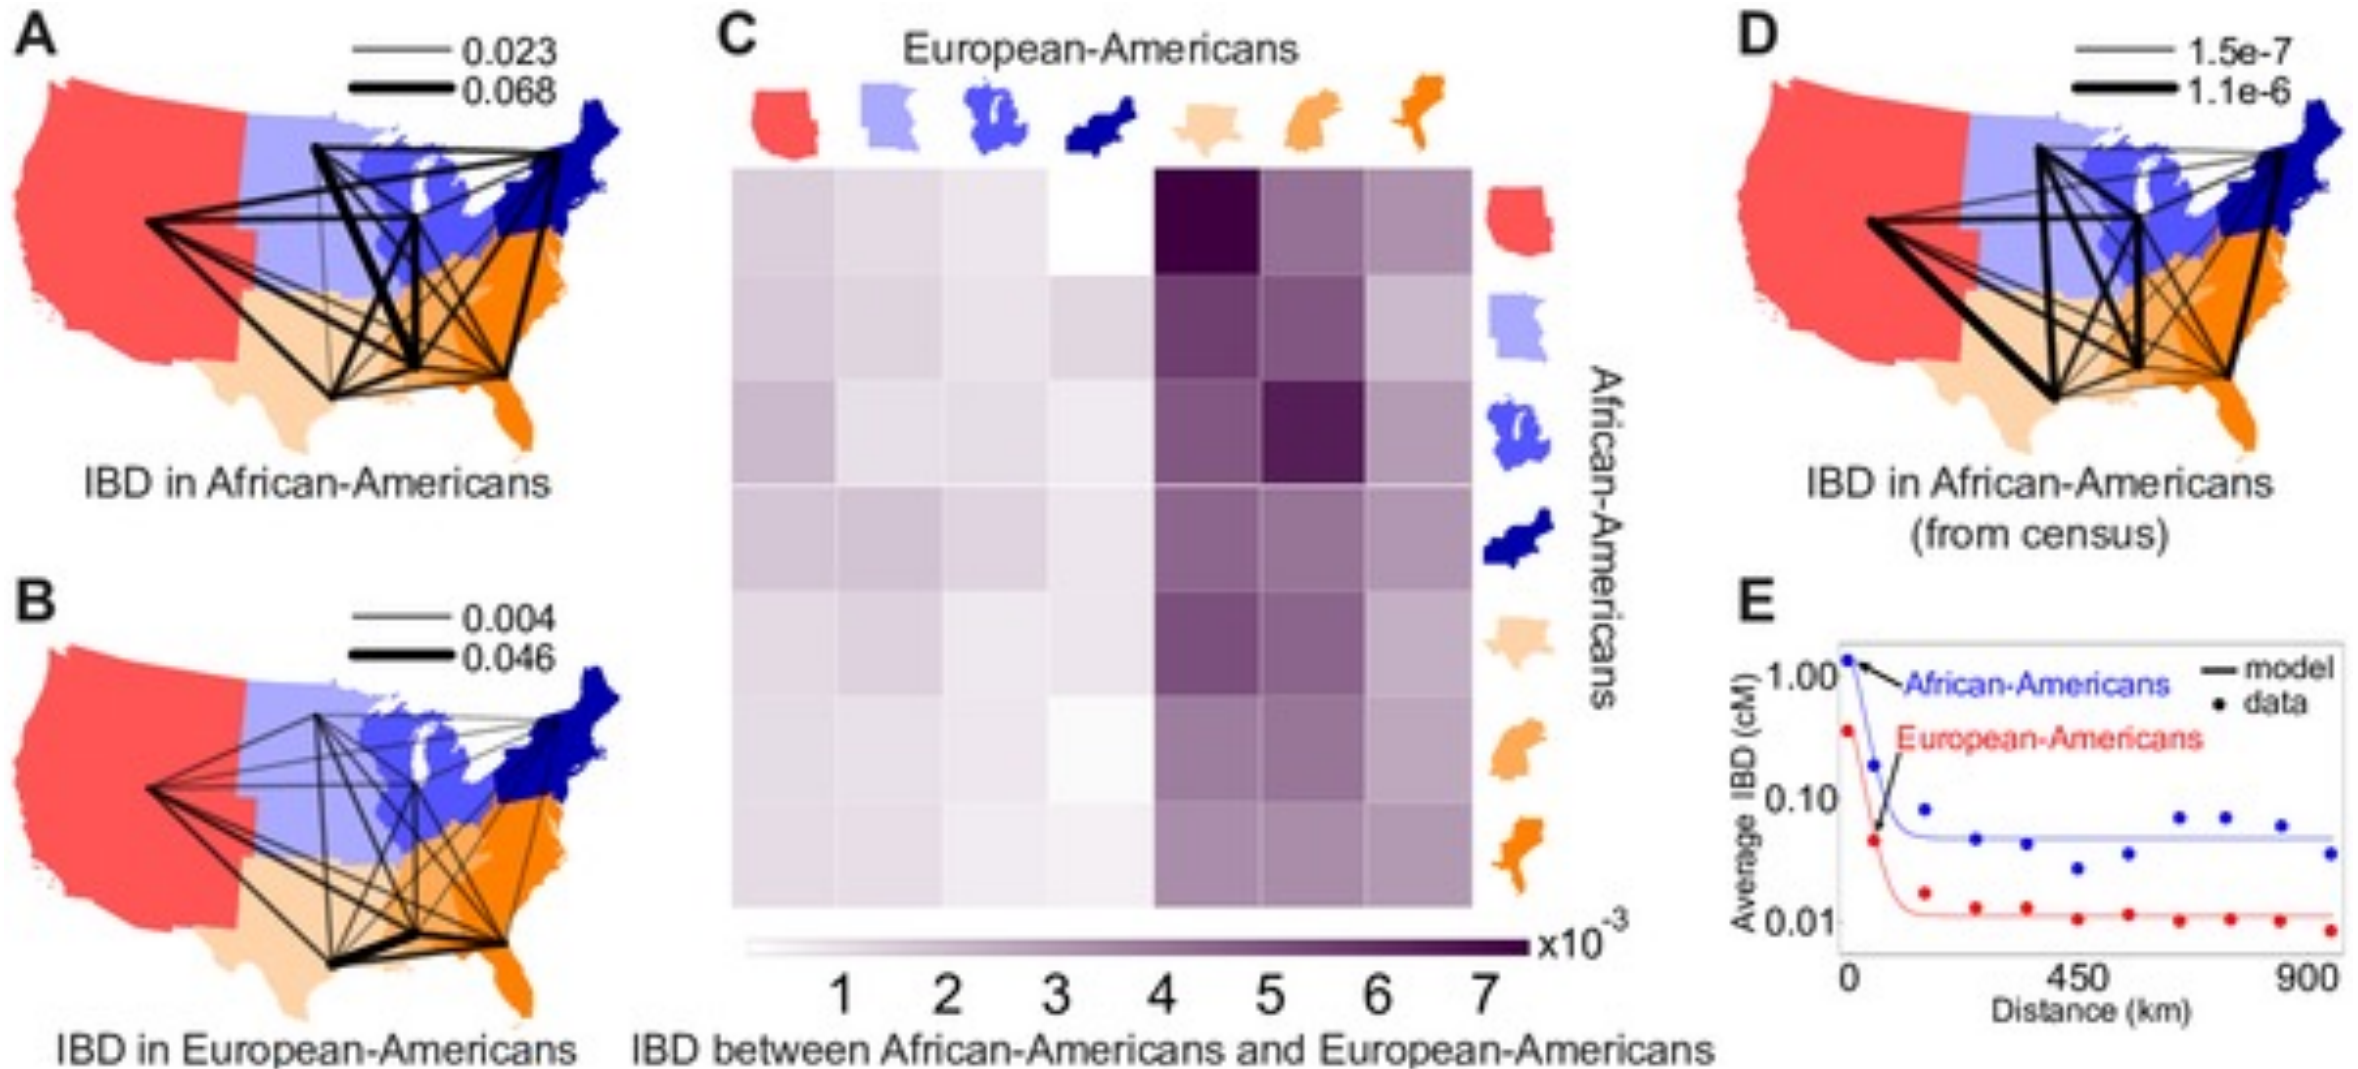 A
0.023
0.068
IBD in African-Americans
B
0.004
0.046
IBD in European-Americans
C
European-Americans
African-Americans
x10-3
1 2 3 4 5 6 7
IBD between African-Americans and European-Americans
D
1.5e-7
1.1e-6
IBD in African-Americans
(from census)
E
Average IBD (cM)
1.00
0.10
0.01
African-Americans
European-Americans
model
data
0 450 900
Distance (km)